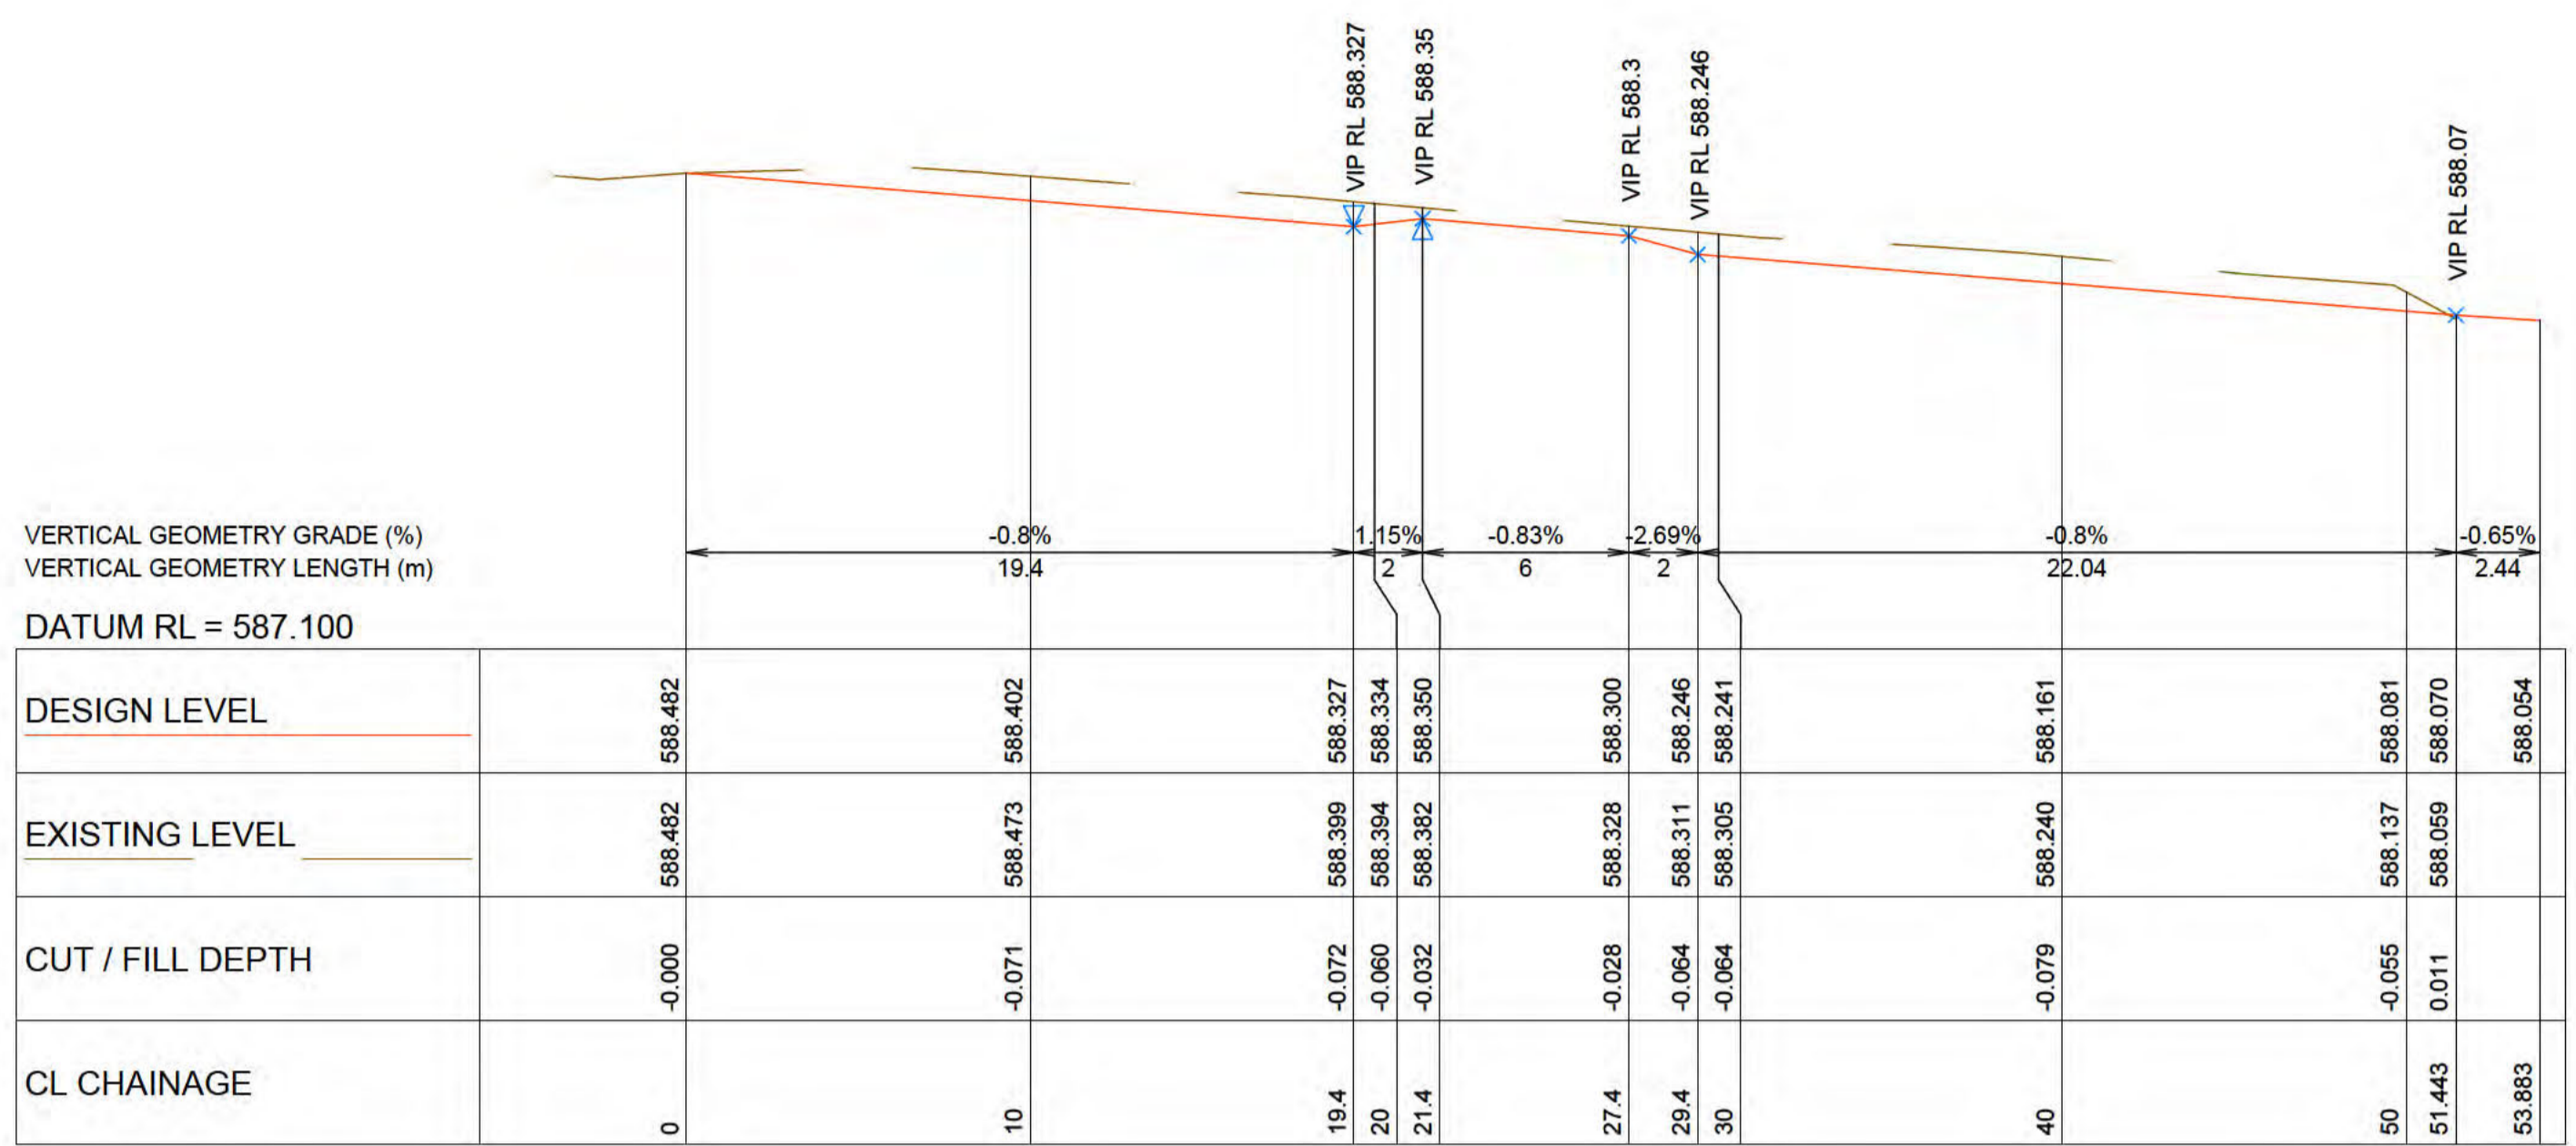 VIP RL 588.327
VIP RL 588.35
VIP RL 588.3
VIP RL 588.246
VIP RL 588.07
VERTICAL GEOMETRY GRADE (%) -0.8% 1.15% -0.83% -2.69% -0.8% -0.65%
VERTICAL GEOMETRY LENGTH (m) 19.4 2 6 2 22.04 2.44
DATUM RL = 587.100
DESIGN LEVEL 588.482 588.402 588.327 588.334 588.350 588.300 588.246 588.241 588.161 588.081 588.070 588.054
EXISTING LEVEL 588.482 588.473 588.399 588.394 588.382 588.328 588.311 588.305 588.240 588.137 588.059
CUT / FILL DEPTH -0.000 -0.071 -0.072 -0.060 -0.032 -0.028 -0.064 -0.064 -0.079 -0.055 0.011
CL CHAINAGE 0 10 19.4 20 21.4 27.4 29.4 30 40 50 51.443 53.883